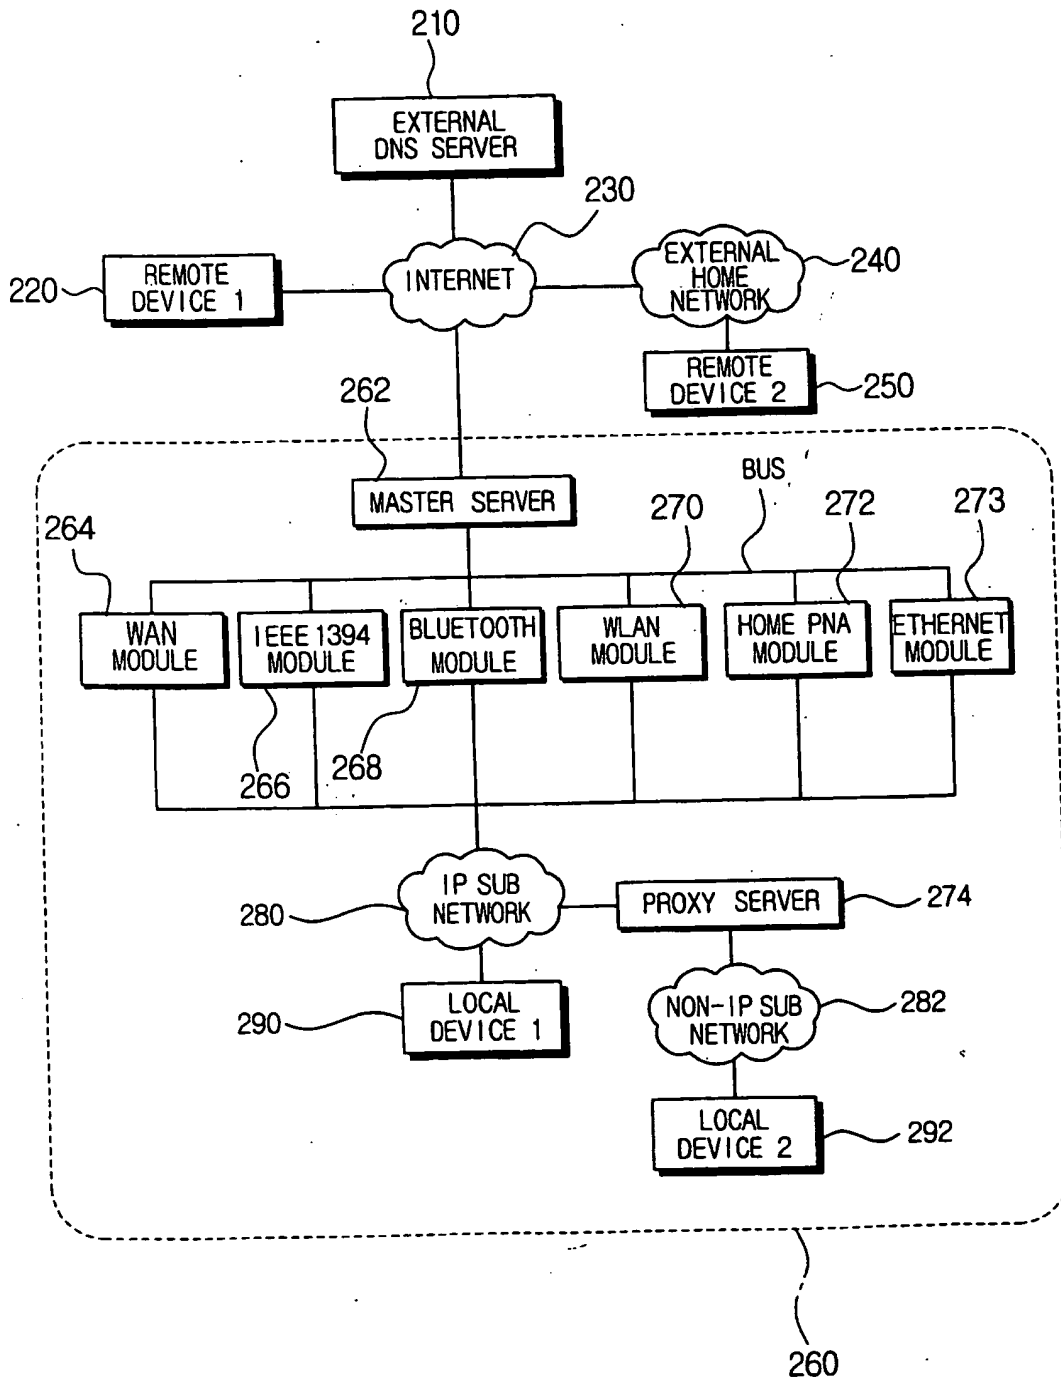 210
EXTERNAL
DNS SERVER
230
INTERNET
EXTERNAL
HOME
NETWORK
240
220
REMOTE
DEVICE 1
REMOTE
DEVICE 2
250
262
MASTER SERVER
BUS
264
270
272
273
WAN
MODULE
IEEE 1394
MODULE
BLUETOOTH
MODULE
WLAN
MODULE
HOME PNA
MODULE
ETHERNET
MODULE
266
268
IP SUB
NETWORK
280
PROXY SERVER
274
290
LOCAL
DEVICE 1
NON-IP SUB
NETWORK
282
LOCAL
DEVICE 2
292
260